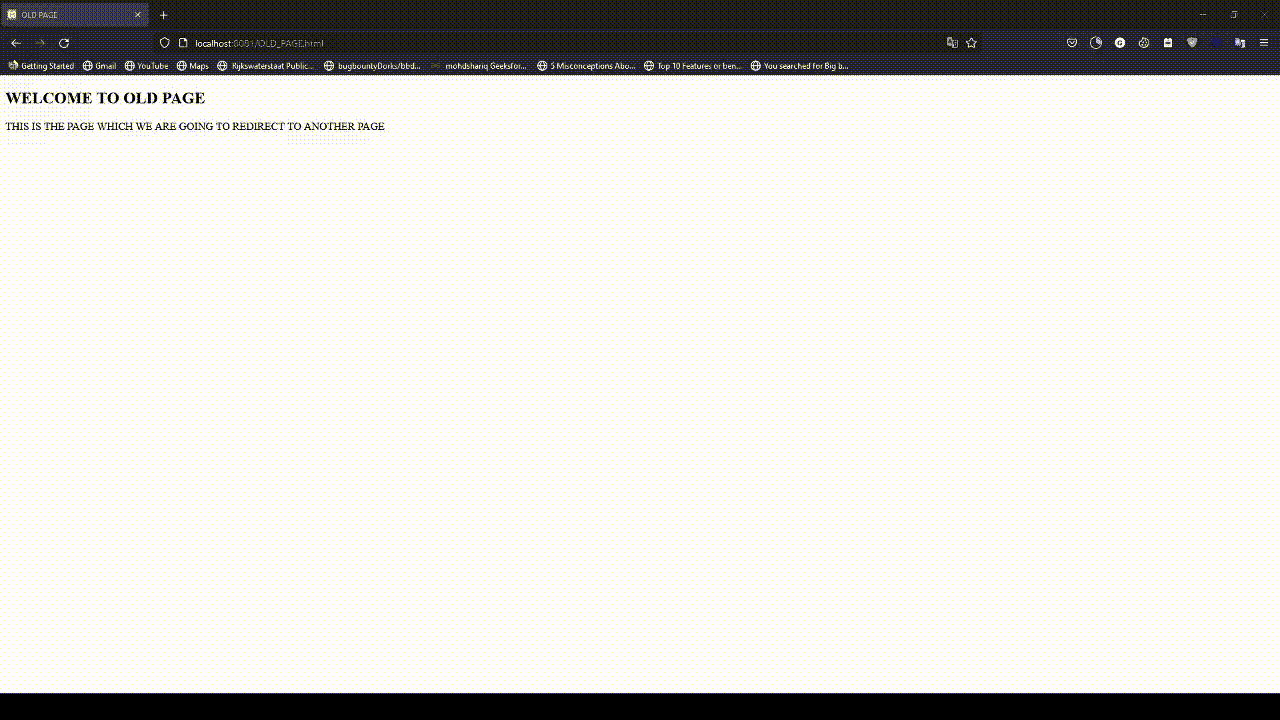 OLD PAGE
localhost:8081/OLD_PAGE.html
Getting Started Gmail YouTube Maps Rijkswaterstaat Public... bugbountyDorks/bbd... mohdshariq Geeksfor... 5 Misconceptions Abo... Top 10 Features or ben... You searched for Big b...
WELCOME TO OLD PAGE
THIS IS THE PAGE WHICH WE ARE GOING TO REDIRECT TO ANOTHER PAGE